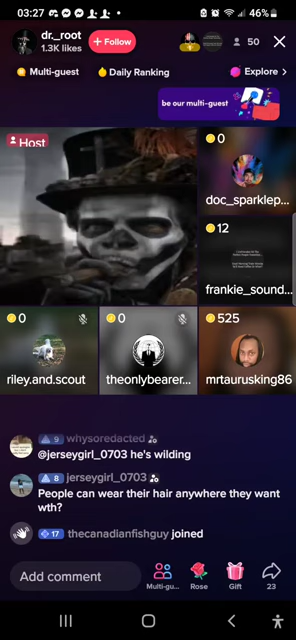 03:27
46%
dr._root
1.3K likes
+ Follow
50
Multi-guest
Daily Ranking
Explore >
be our multi-guest
Host
0
doc_sparklep...
12
frankie_sound...
0
riley.and.scout
0
theonlybearer...
525
mrtaurusking86
9 whysoredacted
@jerseygirl_0703 he's wilding
8 jerseygirl_0703
People can wear their hair anywhere they want
wth?
17 thecanadianfishguy joined
Add comment
Multi-gu...
Rose
Gift
23